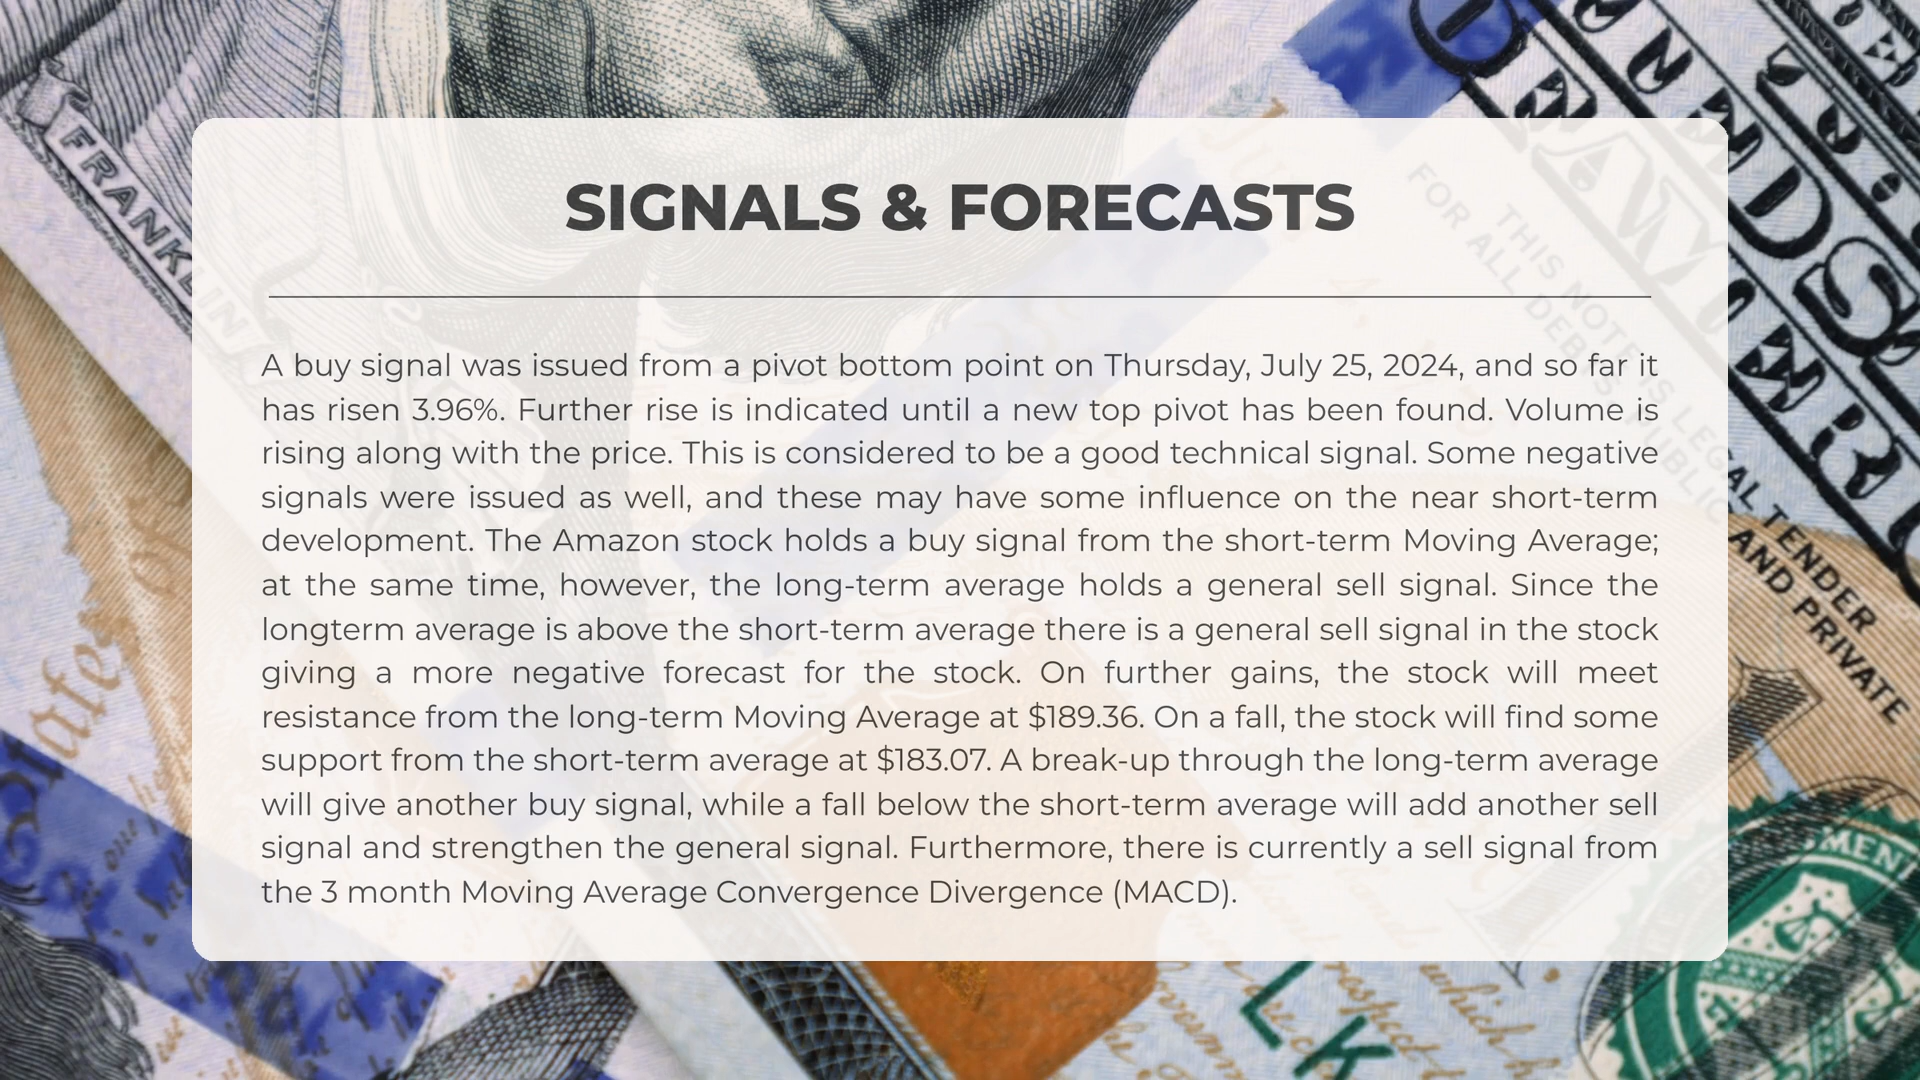 FRANKLIN
SIGNALS & FORECASTS
THIS NOTE IS LEGAL TENDER
FOR ALL DEBTS, PUBLIC AND PRIVATE
A buy signal was issued from a pivot bottom point on Thursday, July 25, 2024, and so far it
has risen 3.96%. Further rise is indicated until a new top pivot has been found. Volume is
rising along with the price. This is considered to be a good technical signal. Some negative
signals were issued as well, and these may have some influence on the near short-term
development. The Amazon stock holds a buy signal from the short-term Moving Average;
at the same time, however, the long-term average holds a general sell signal. Since the
longterm average is above the short-term average there is a general sell signal in the stock
giving a more negative forecast for the stock. On further gains, the stock will meet
resistance from the long-term Moving Average at $189.36. On a fall, the stock will find some
support from the short-term average at $183.07. A break-up through the long-term average
will give another buy signal, while a fall below the short-term average will add another sell
signal and strengthen the general signal. Furthermore, there is currently a sell signal from
the 3 month Moving Average Convergence Divergence (MACD).